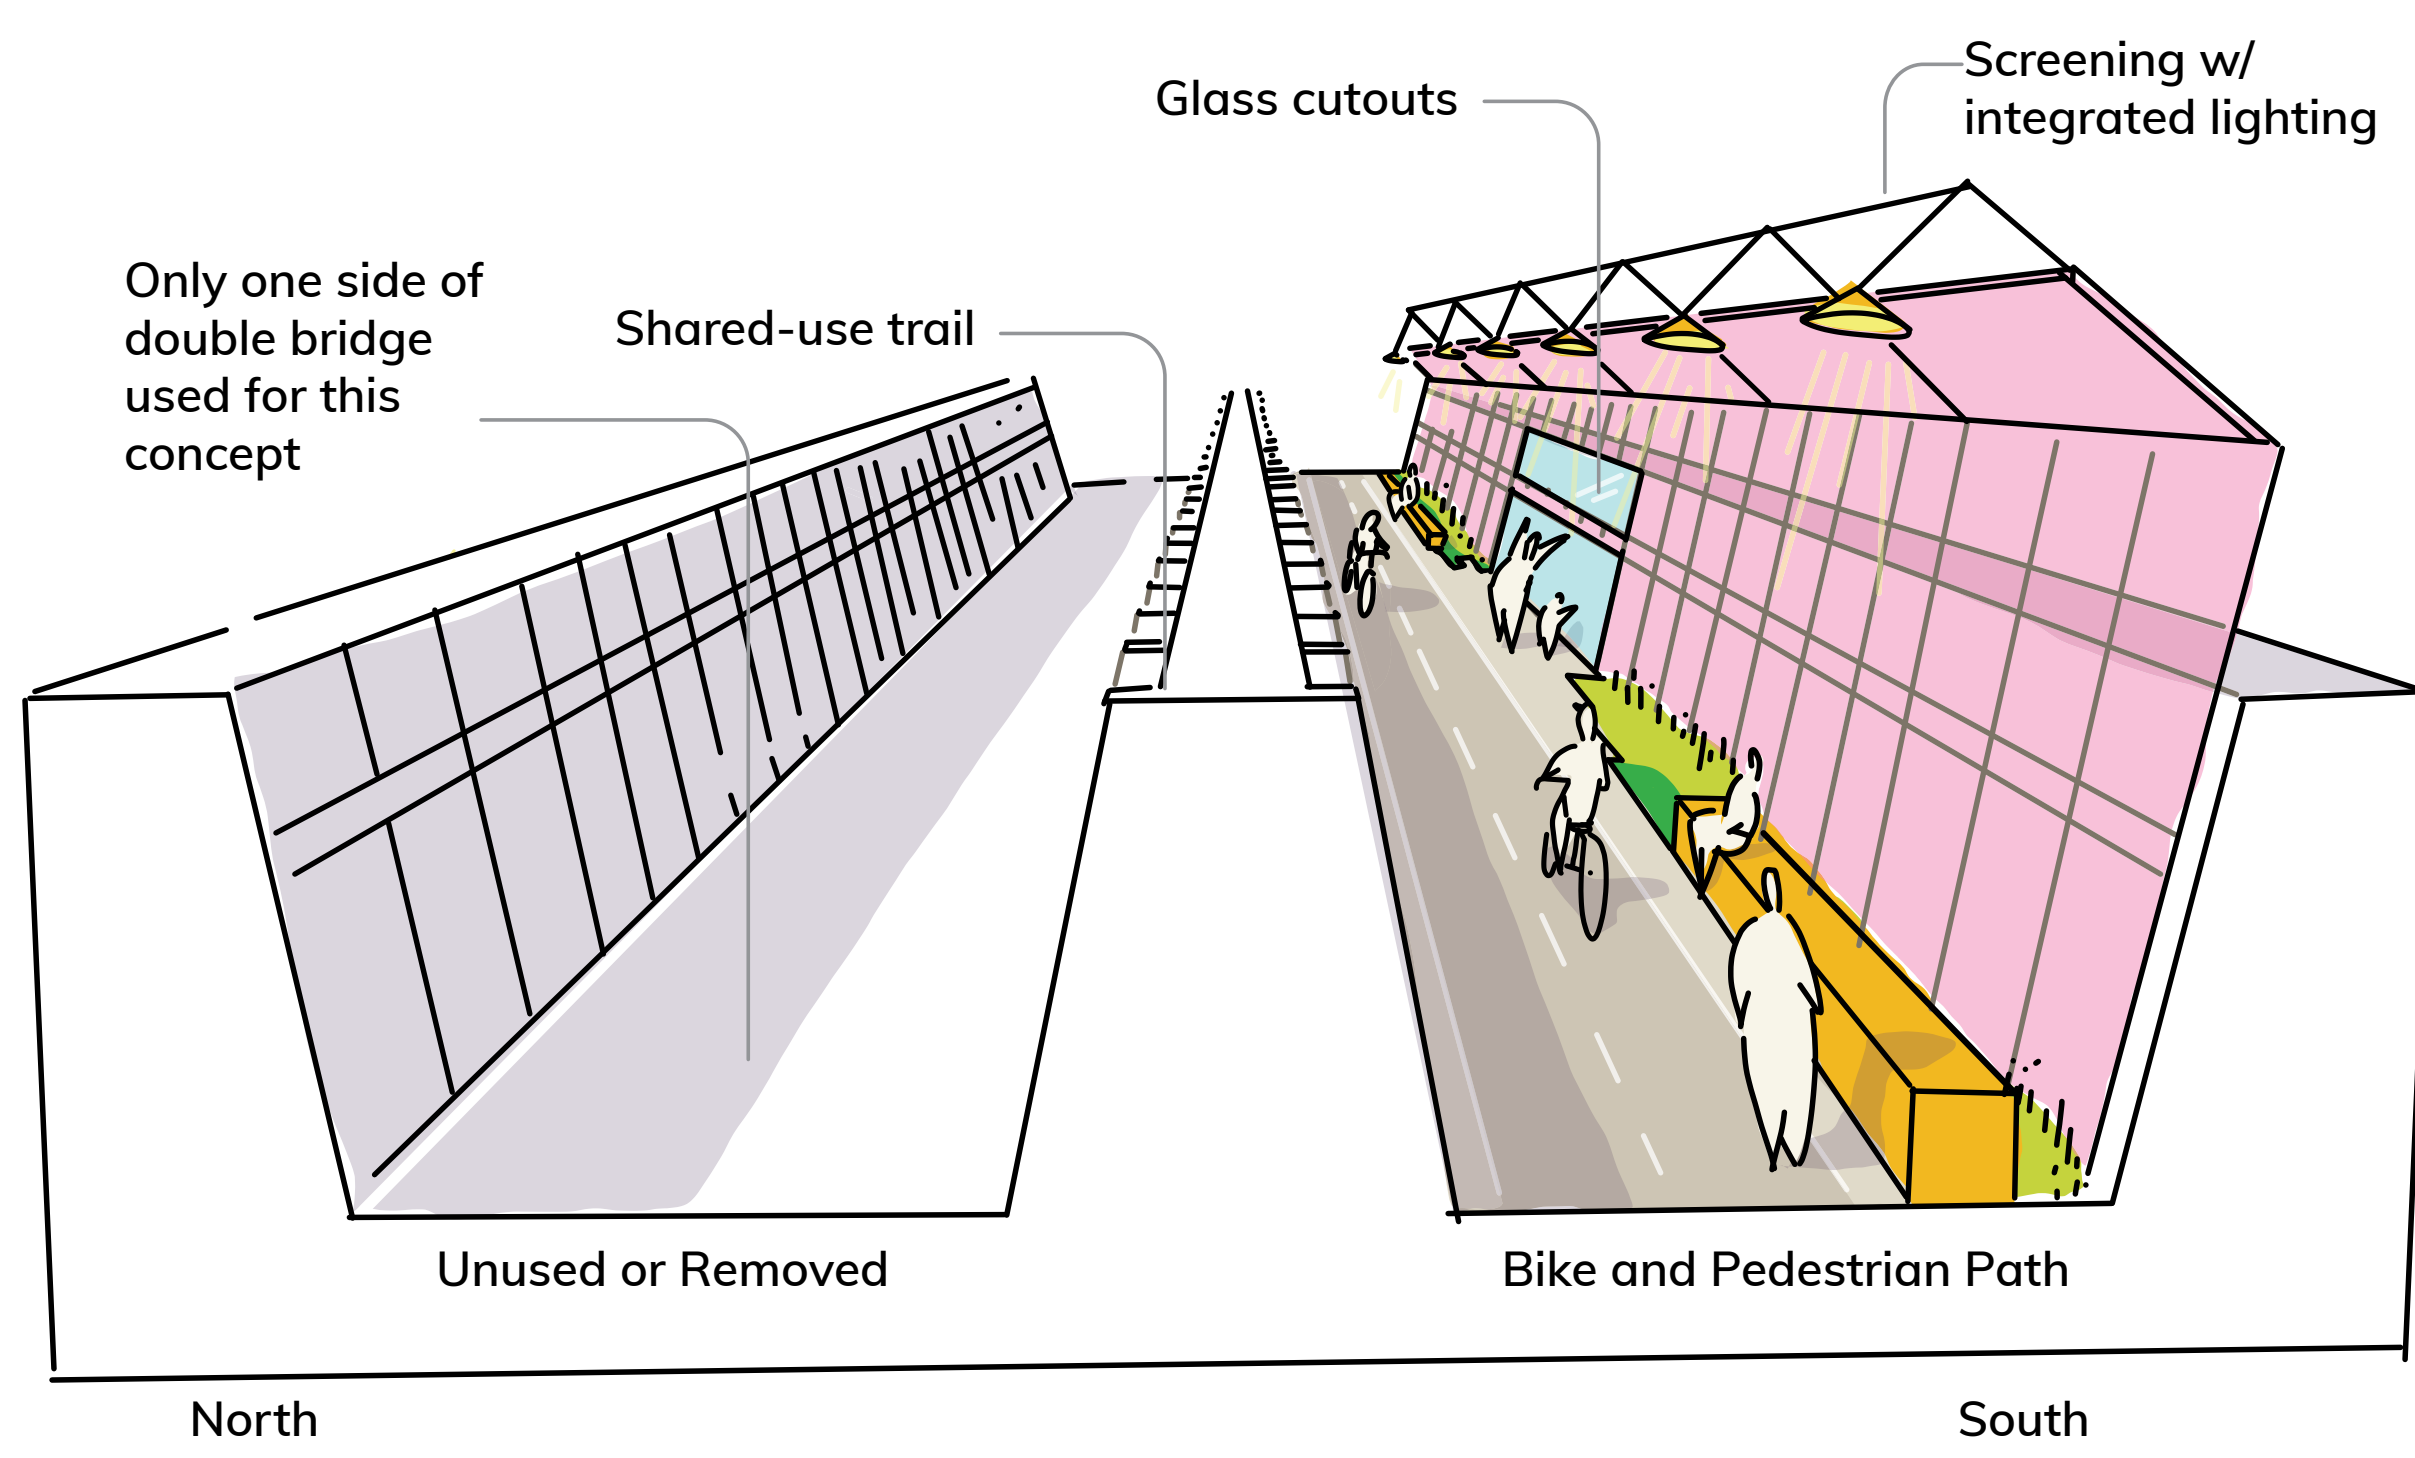 Screening w/
integrated lighting
Glass cutouts
Only one side of
double bridge
used for this
concept
Shared-use trail
Unused or Removed
Bike and Pedestrian Path
North
South